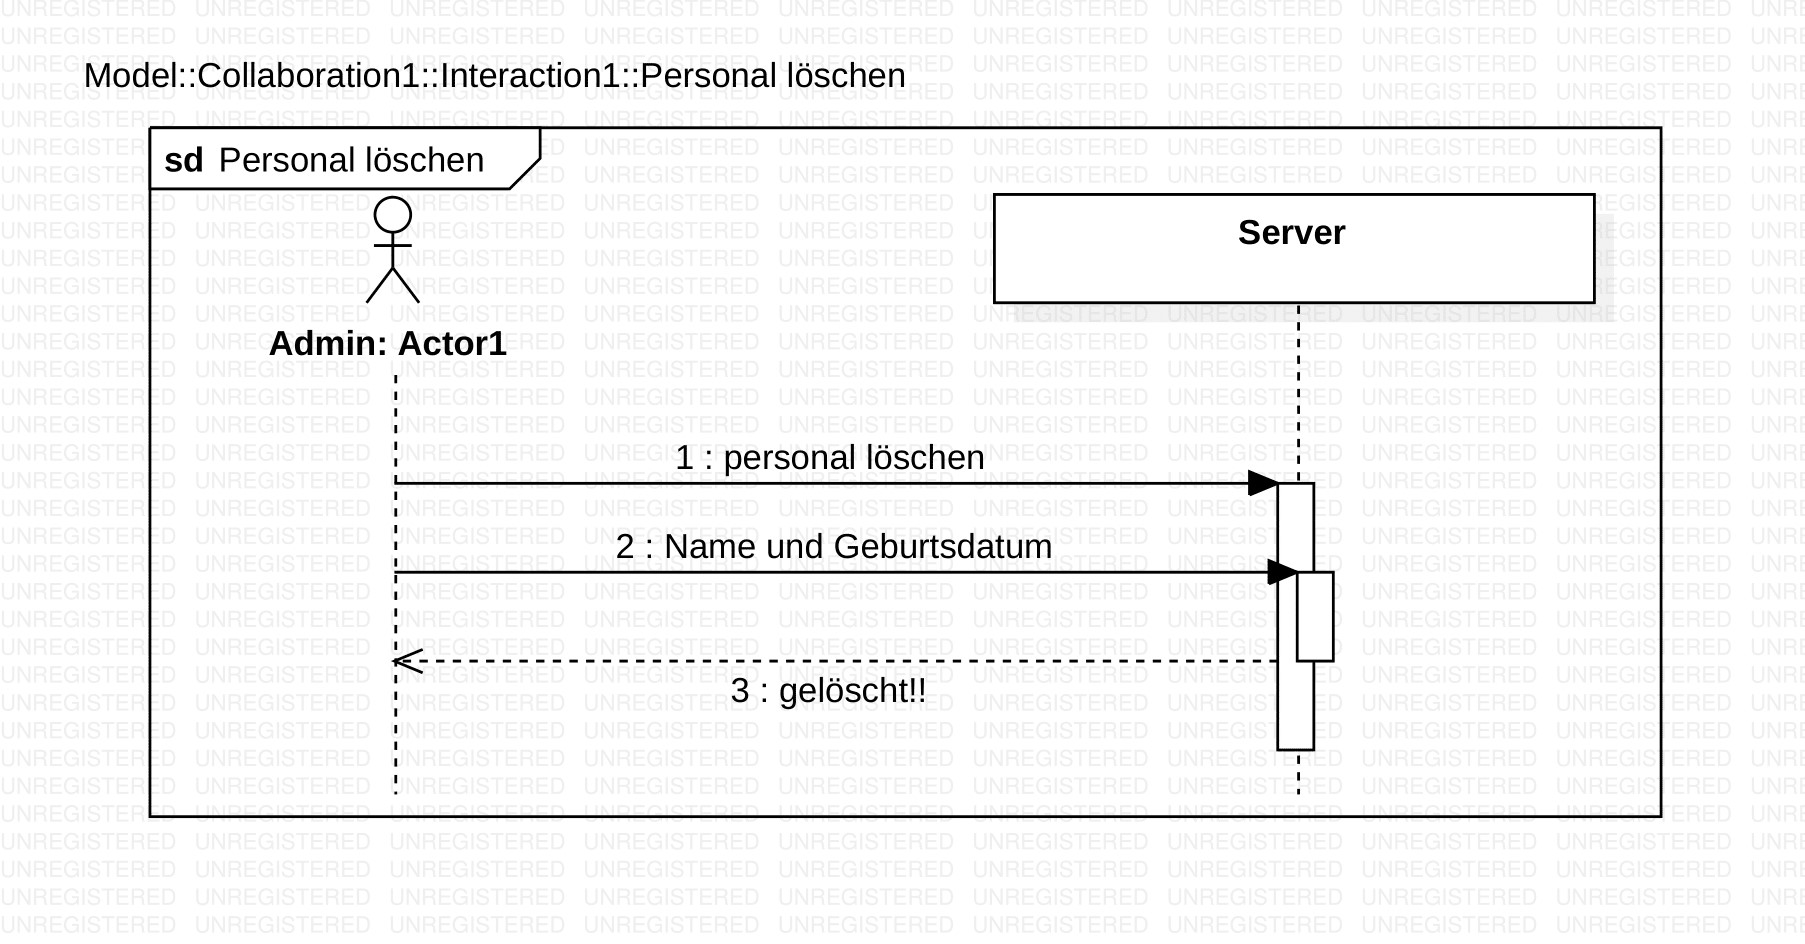 Model::Collaboration1::Interaction1::Personal löschen
sd Personal löschen
Server
Admin: Actor1
1 : personal löschen
2 : Name und Geburtsdatum
3 : gelöscht!!
UNREGISTERED